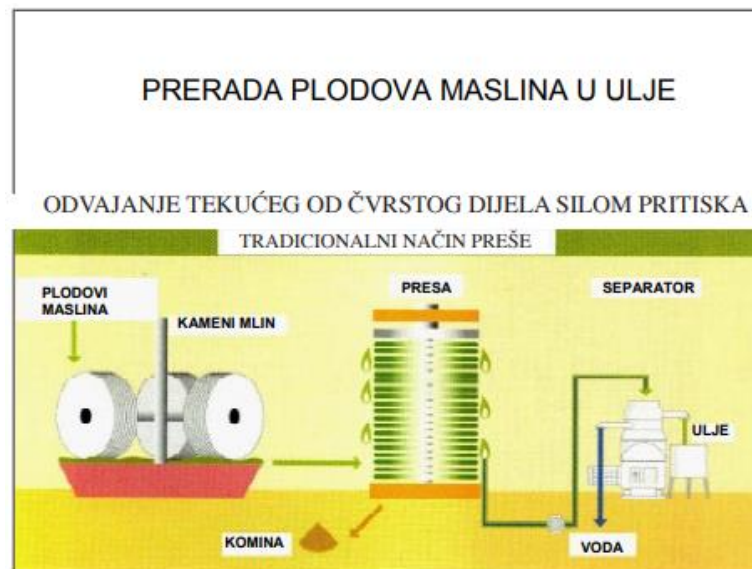 PRERADA PLODOVA MASLINA U ULJE
ODVAJANJE TEKUĆEG OD ČVRSTOG DIJELA SILOM PRITISKA
TRADICIONALNI NAČIN PREŠE
PLODOVI
MASLINA
KAMENI MLIN
PRESA
SEPARATOR
ULJE
KOMINA
VODA